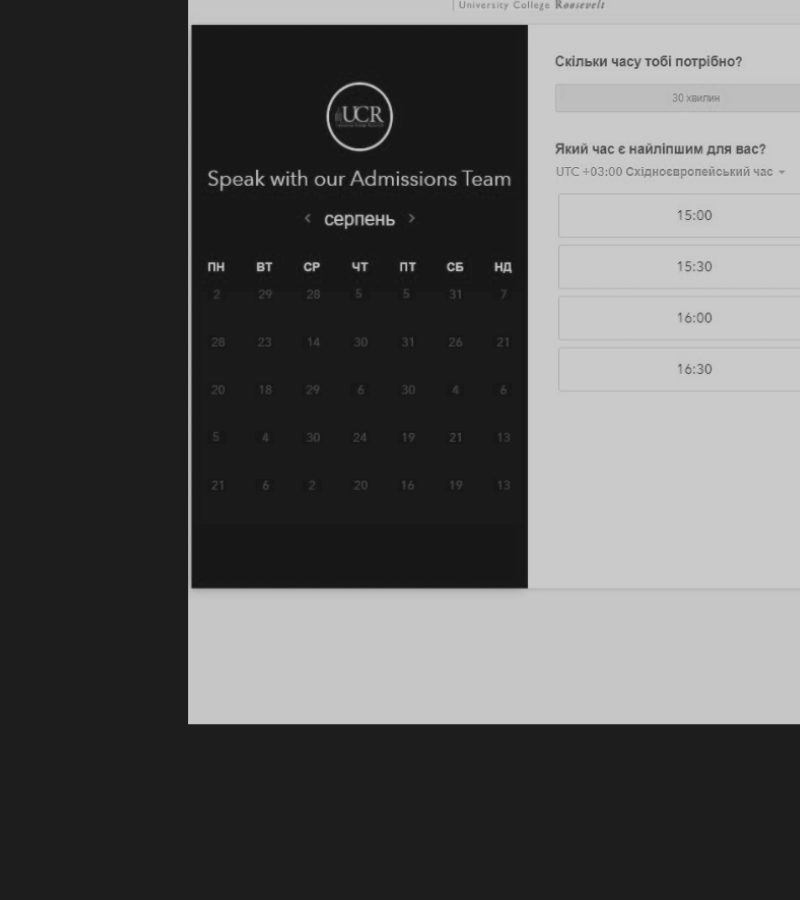 University College Roosevelt
UCR
Speak with our Admissions Team
< серпень >
ПН ВТ СР ЧТ ПТ СБ НД
2 29 28 5 5 31 7
28 23 14 30 31 26 21
20 18 29 6 30 4 6
5 4 30 24 19 21 13
21 6 2 20 16 19 13
Скільки часу тобі потрібно?
30 хвилин
Який час є найліпшим для вас?
UTC +03:00 Східноєвропейський час
15:00
15:30
16:00
16:30